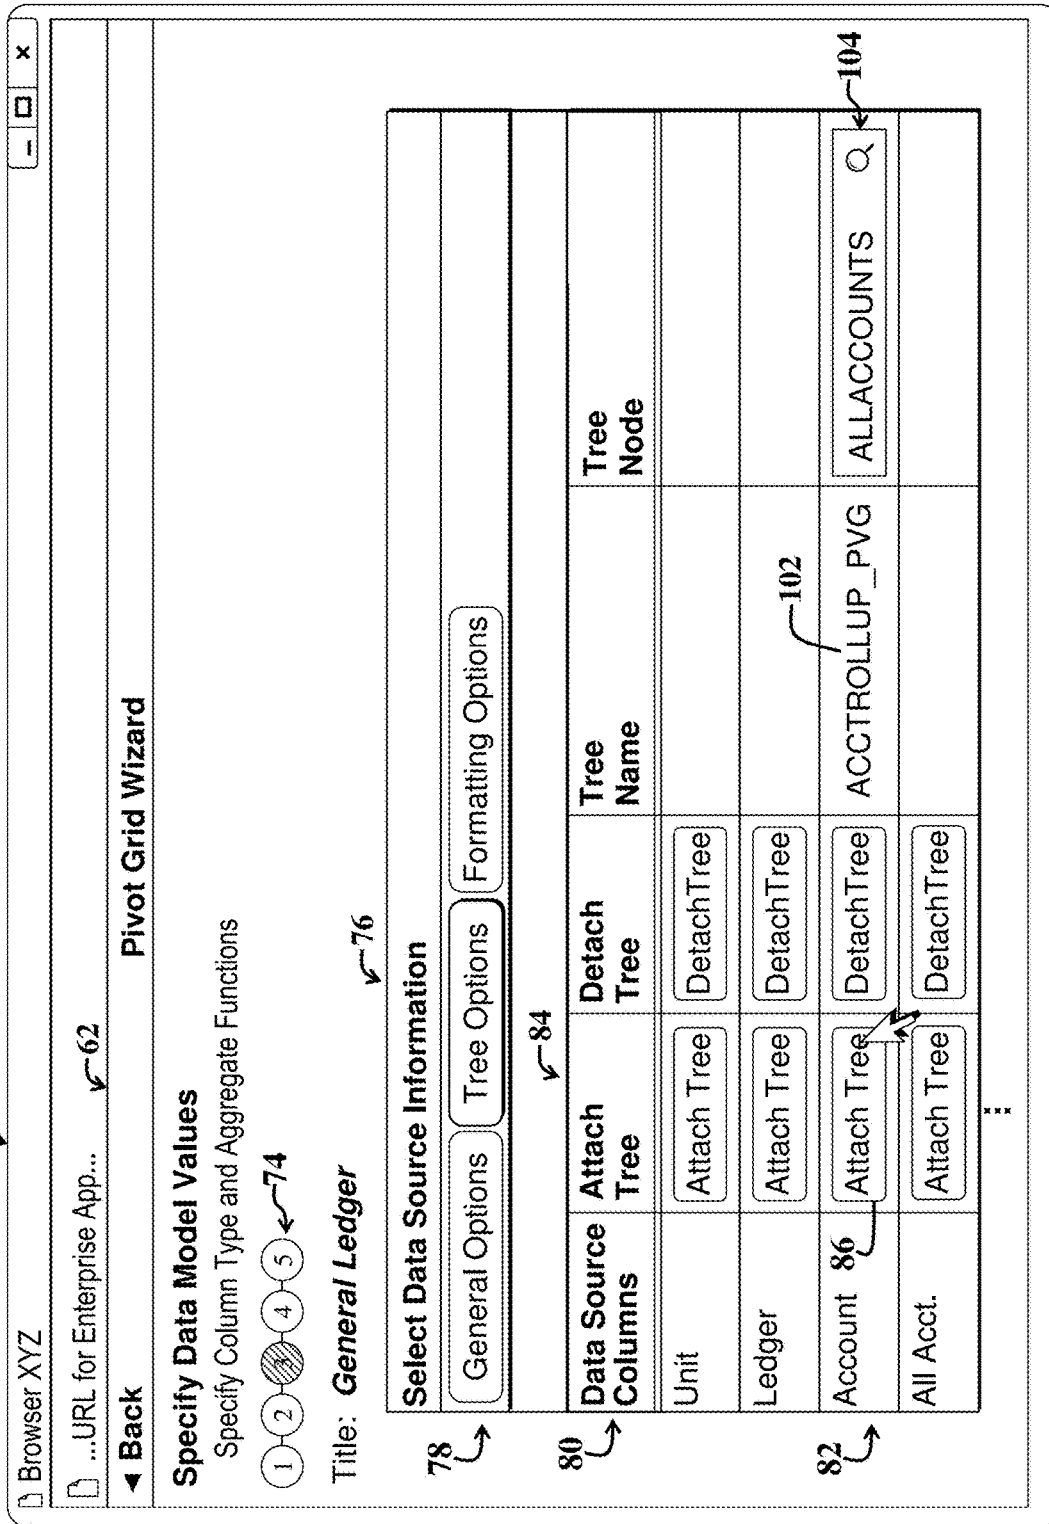 Browser XYZ
...URL for Enterprise App...
62
Back
Pivot Grid Wizard
Specify Data Model Values
Specify Column Type and Aggregate Functions
1 2 3 4 5
74
Title: General Ledger
76
Select Data Source Information
78
General Options Tree Options Formatting Options
84
80
Data Source Columns Attach Tree Detach Tree Tree Name Tree Node
Unit Attach Tree DetachTree
Ledger Attach Tree DetachTree
102
82
Account Attach Tree DetachTree ACCTROLLUP_PVG ALLACCOUNTS
104
86
All Acct. Attach Tree DetachTree